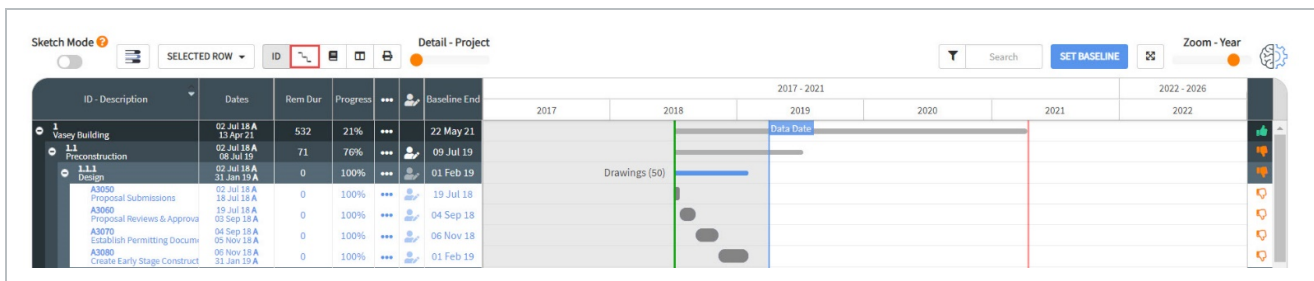 Sketch Mode ?
SELECTED ROW
ID
Detail - Project
Search
SET BASELINE
Zoom - Year
ID - Description Dates Rem Dur Progress ••• Baseline End
2017 - 2021 2022 - 2026
2017 2018 2019 2020 2021 2022
1 Vasey Building 02 Jul 18 A 13 Apr 21 532 21% ••• 22 May 21
Data Date
1.1 Preconstruction 02 Jul 18 A 08 Jul 19 71 76% ••• 09 Jul 19
1.1.1 Design 02 Jul 18 A 31 Jan 19 A 0 100% ••• 01 Feb 19
Drawings (50)
A3050 Proposal Submissions 02 Jul 18 A 18 Jul 18 A 0 100% ••• 19 Jul 18
A3060 Proposal Reviews & Approva 19 Jul 18 A 03 Sep 18 A 0 100% ••• 04 Sep 18
A3070 Establish Permitting Docum 04 Sep 18 A 05 Nov 18 A 0 100% ••• 06 Nov 18
A3080 Create Early Stage Construct 06 Nov 18 A 31 Jan 19 A 0 100% ••• 01 Feb 19